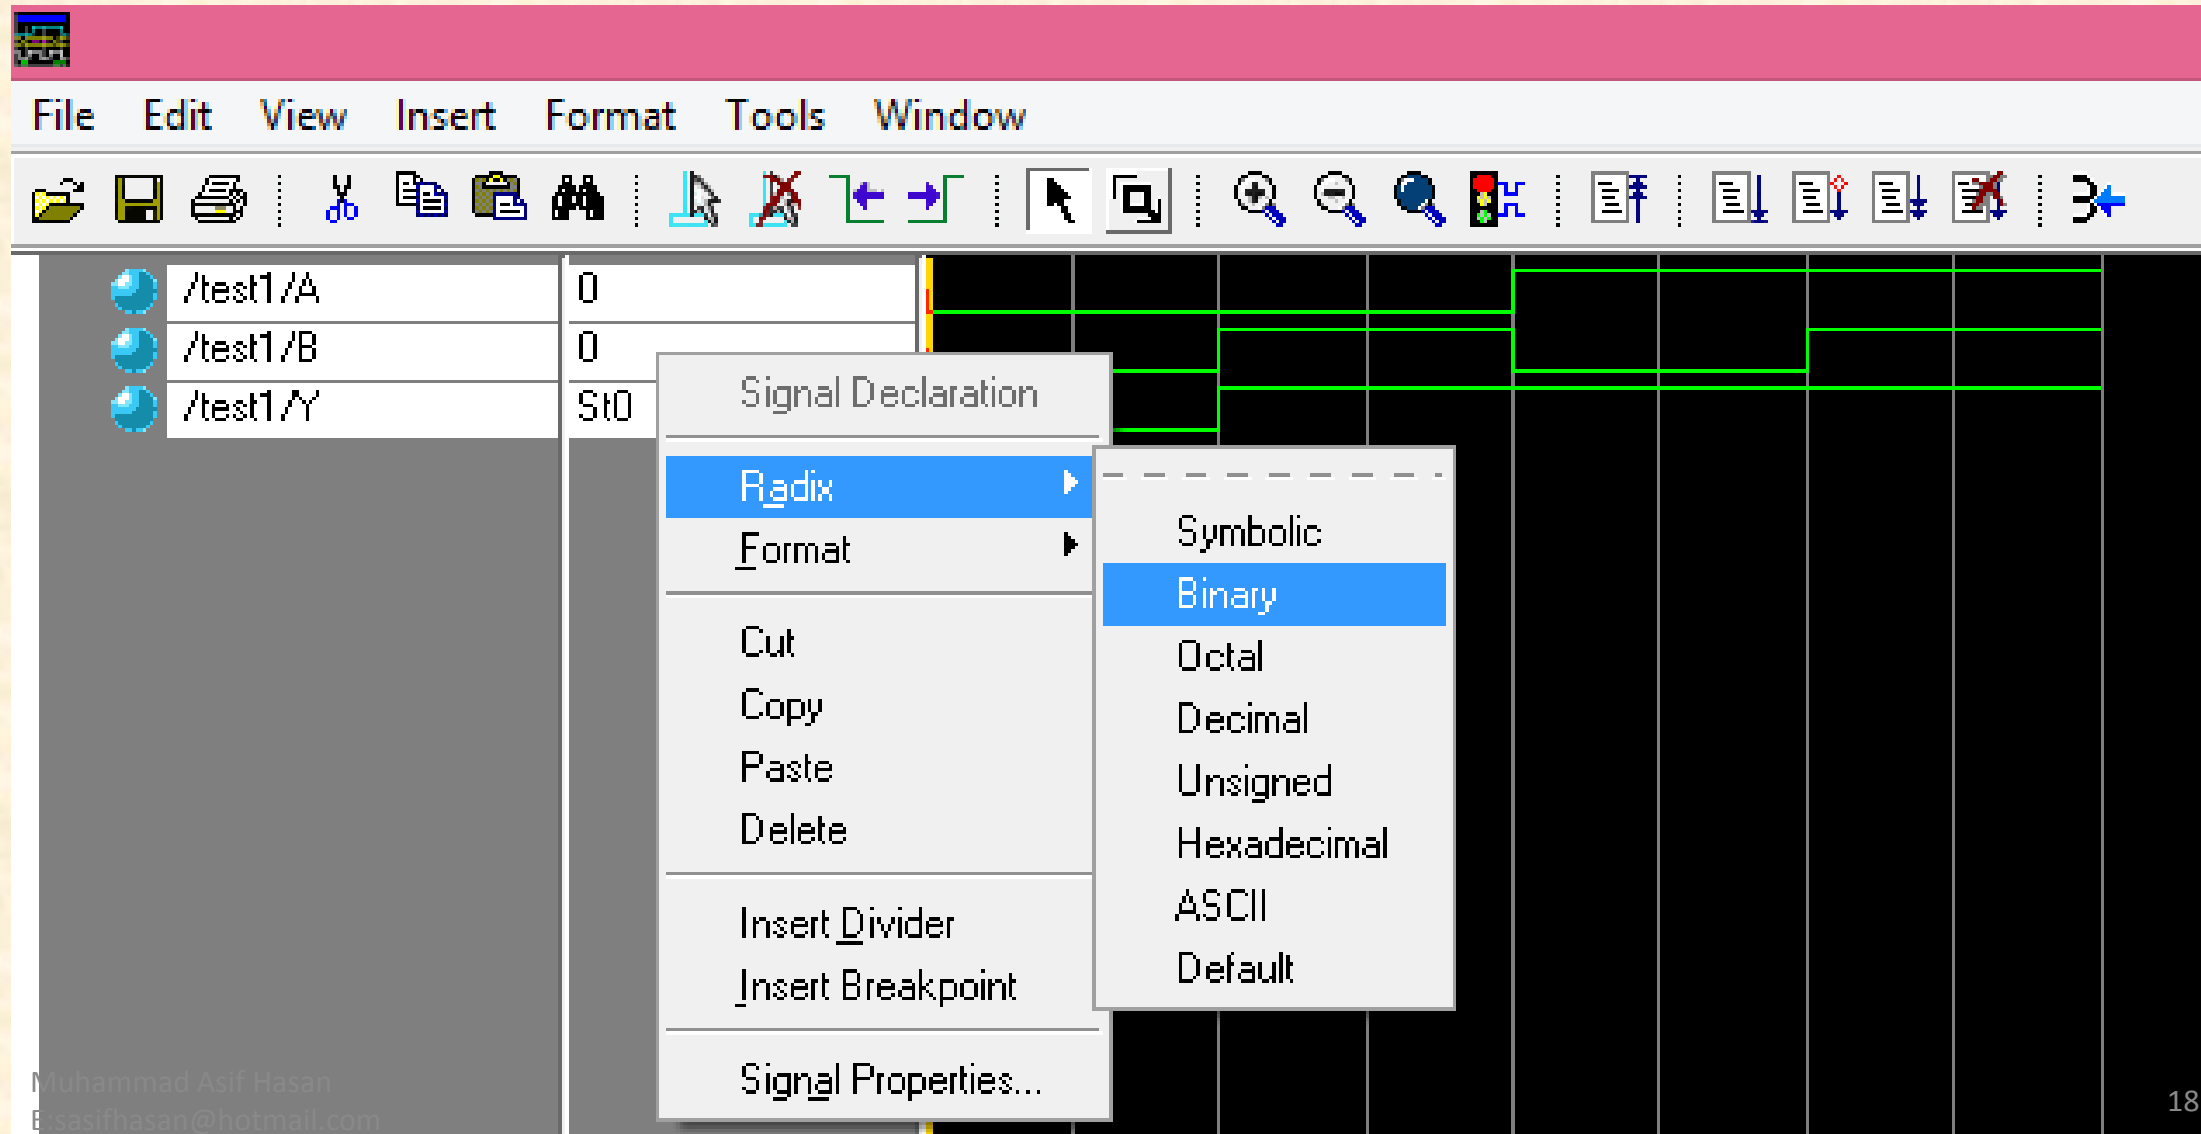 File Edit View Insert Format Tools Window
/test1/A 0
/test1/B 0
/test1/Y St0
Signal Declaration
Radix
Format
Cut
Copy
Paste
Delete
Insert Divider
Insert Breakpoint
Signal Properties...
Symbolic
Binary
Octal
Decimal
Unsigned
Hexadecimal
ASCII
Default
Muhammad Asif Hasan
E:sasifhasan@hotmail.com
18